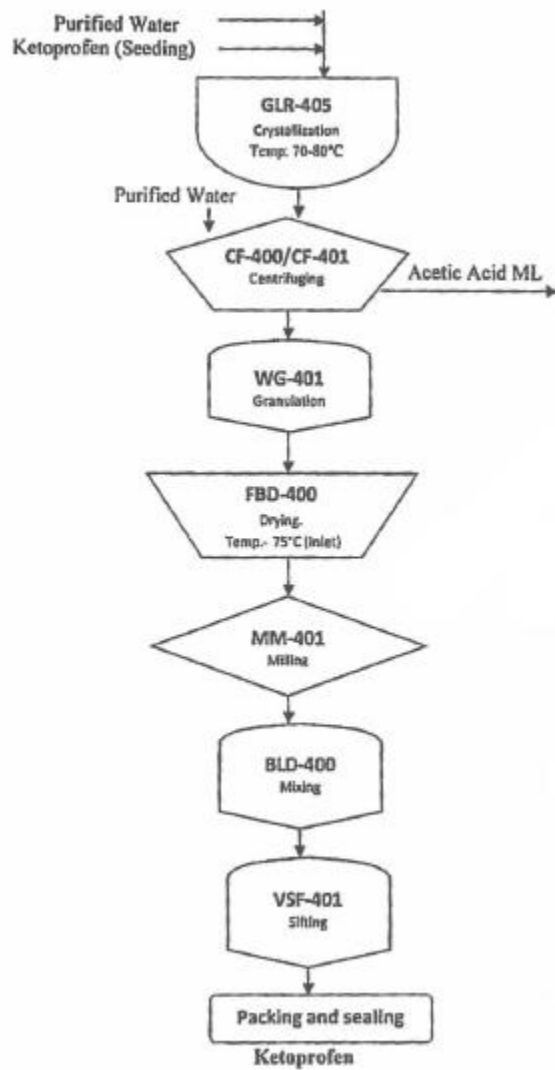 Purified Water
Ketoprofen (Seeding)
GLR-405
Crystallization
Temp: 70-80°C
Purified Water
CF-400/CF-401
Centrifuging
Acetic Acid ML
WG-401
Granulation
FBD-400
Drying.
Temp.- 75°C (Inlet)
MM-401
Milling
BLD-400
Mixing
VSF-401
Sifting
Packing and sealing
Ketoprofen